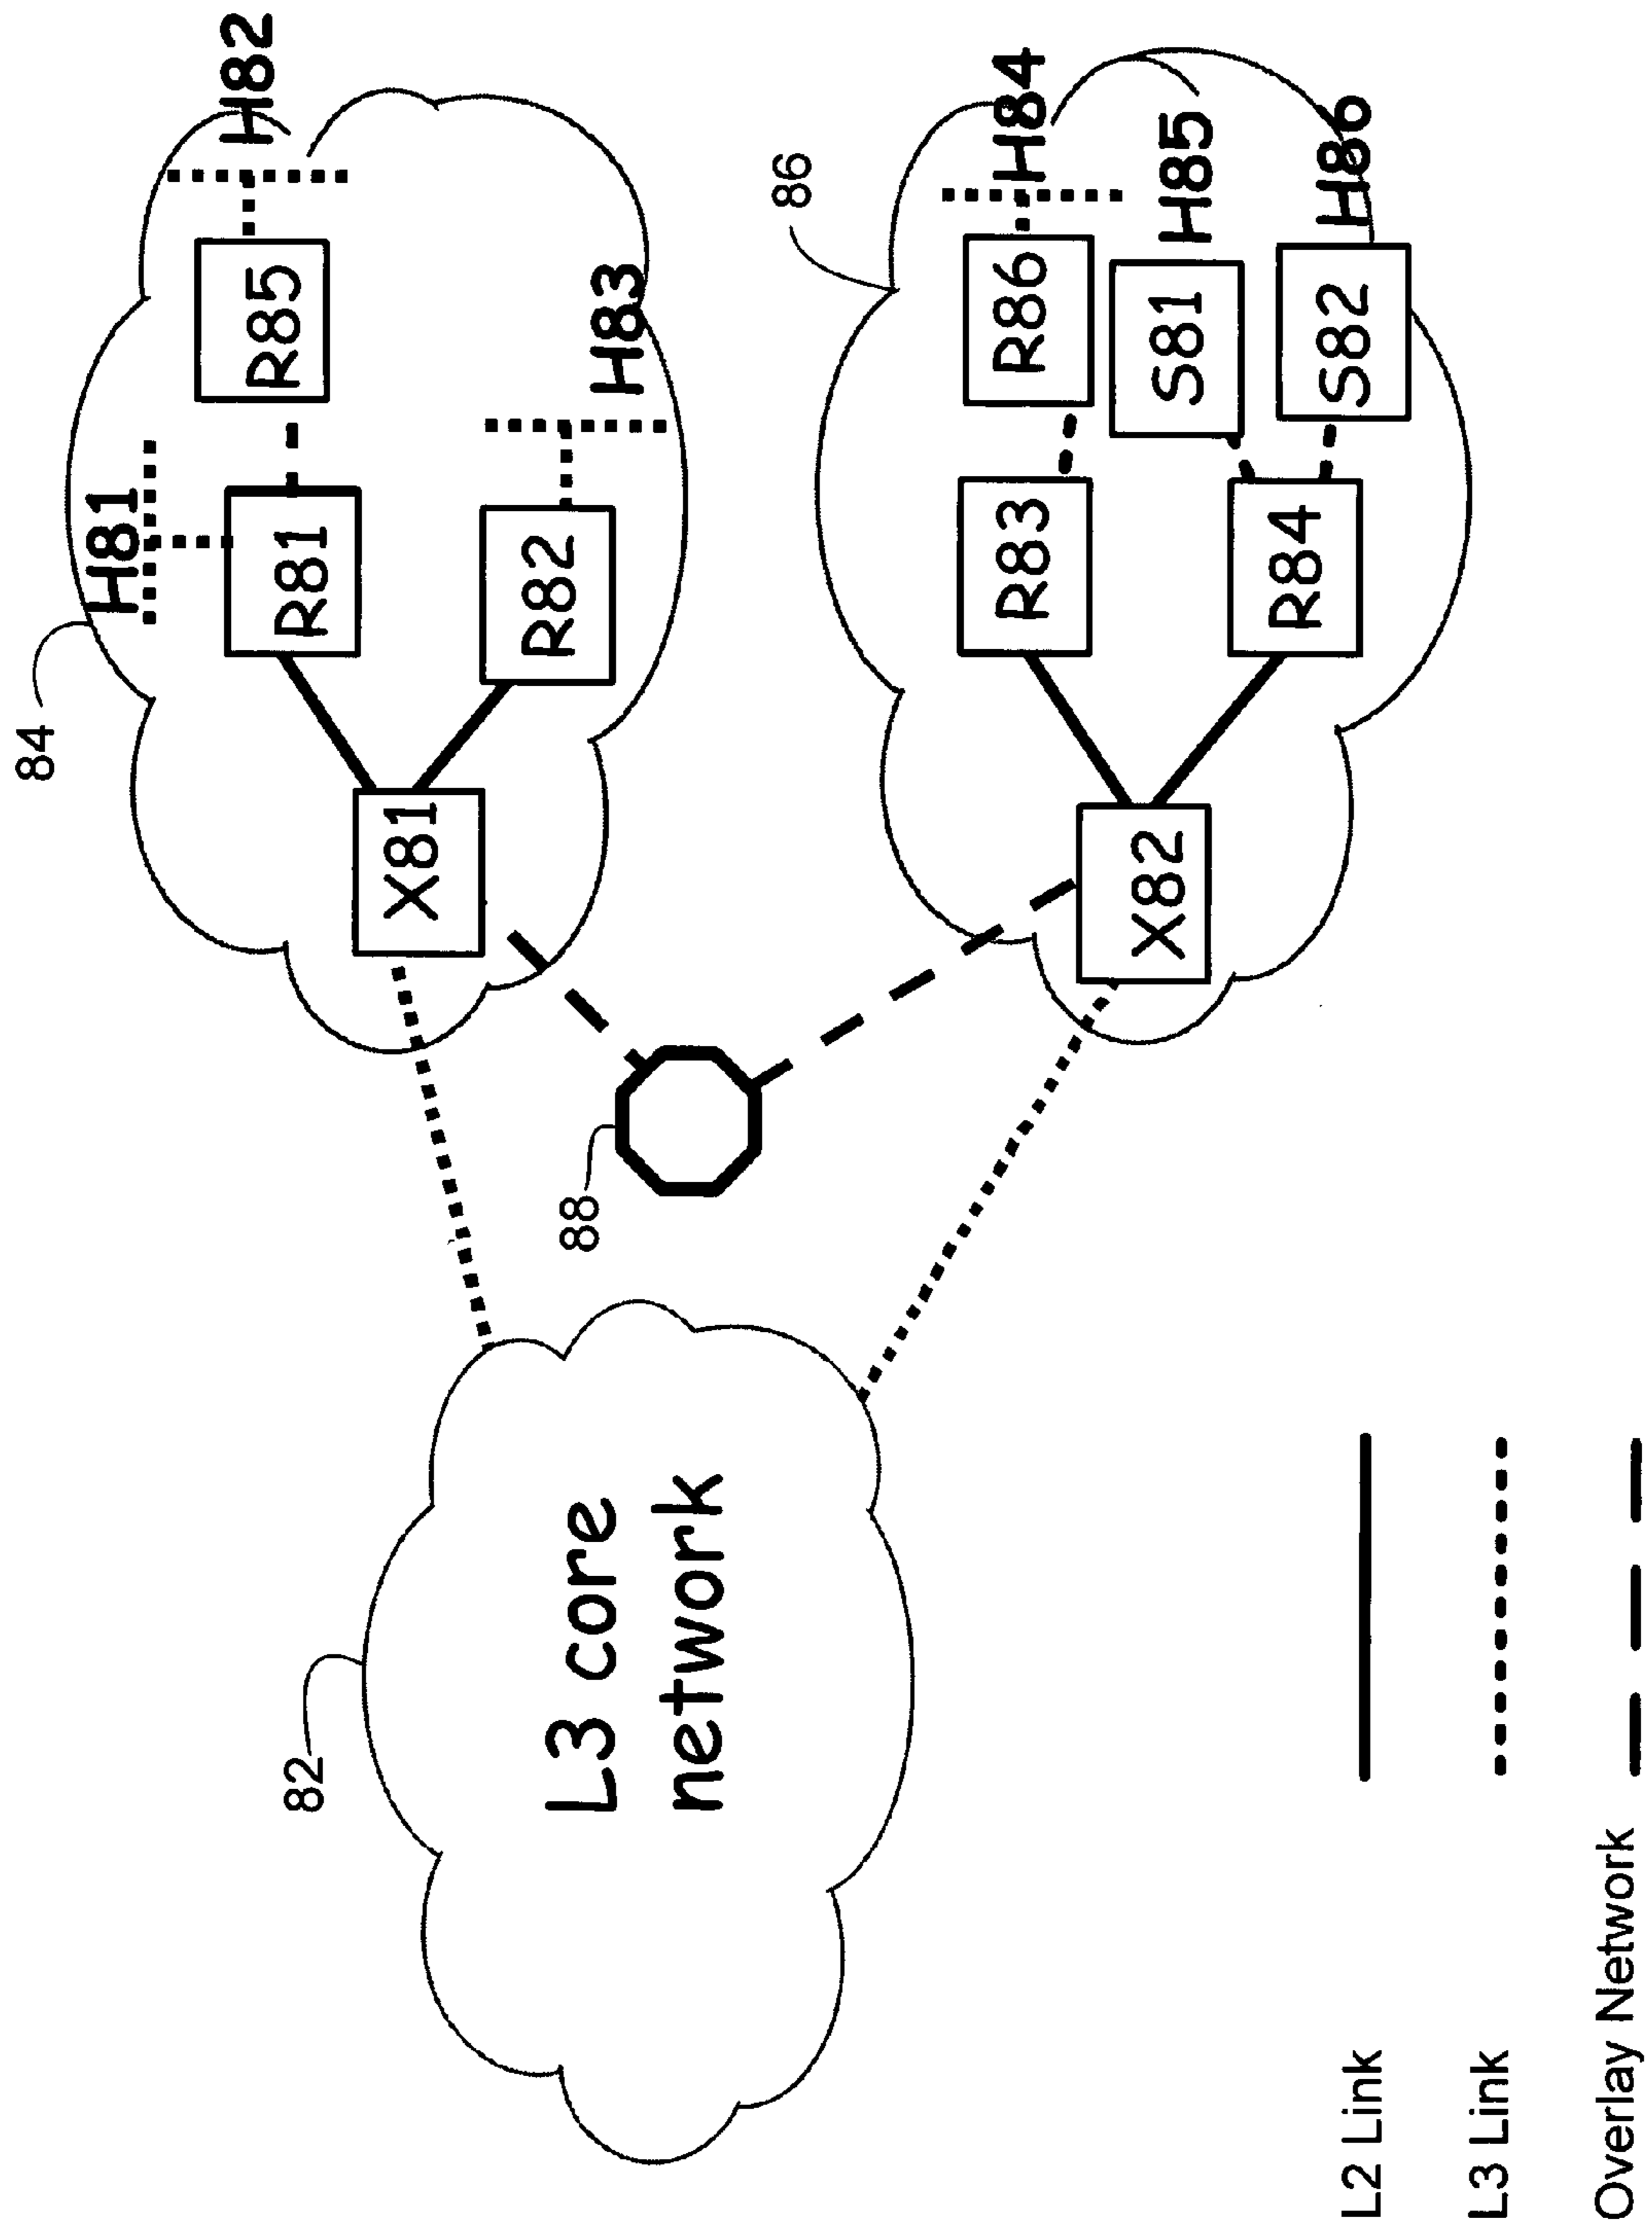 82
L3 core
network
84
H81
R81
R85
H82
X81
R82
H83
88
86
X82
R83
R86
H84
S81
H85
R84
S82
H86
L2 Link
L3 Link
Overlay Network